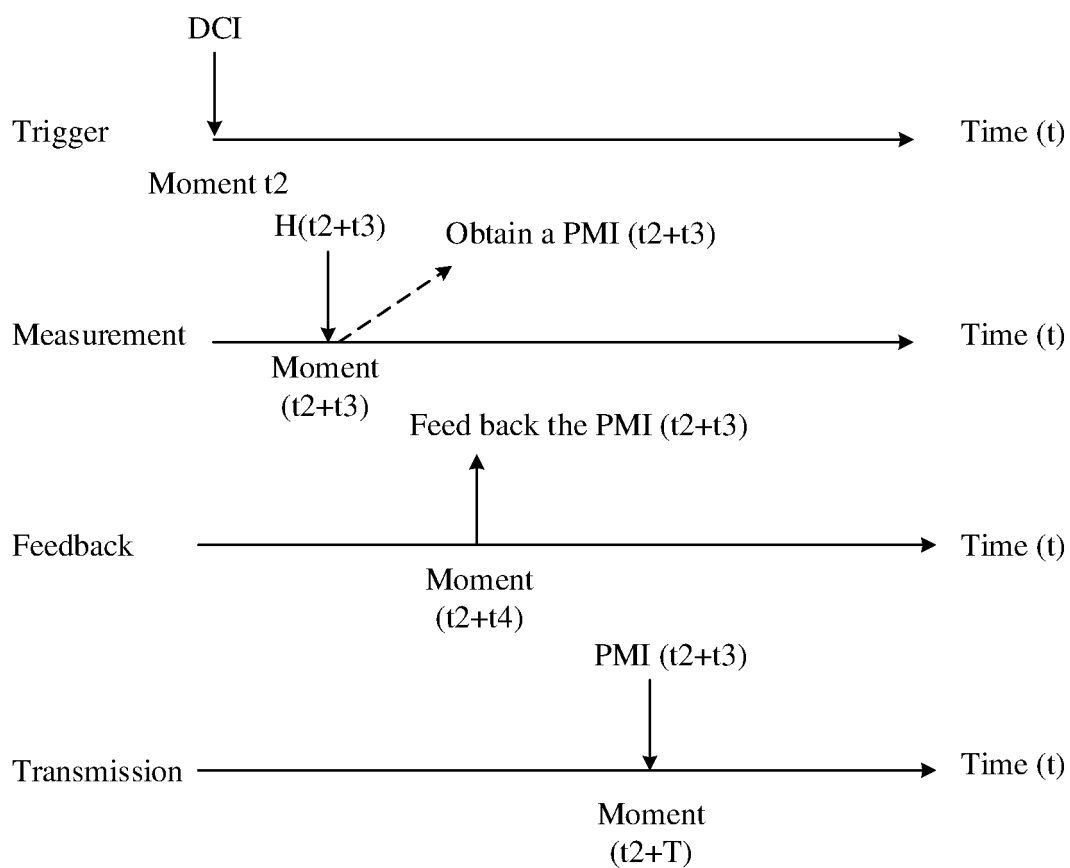 DCI
Trigger
Time (t)
Moment t2
H(t2+t3)
Obtain a PMI (t2+t3)
Measurement
Time (t)
Moment
(t2+t3)
Feed back the PMI (t2+t3)
Feedback
Time (t)
Moment
(t2+t4)
PMI (t2+t3)
Transmission
Time (t)
Moment
(t2+T)